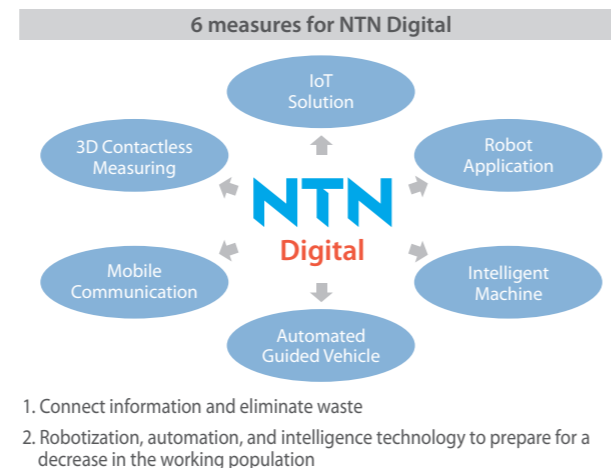 6 measures for NTN Digital
IoT
Solution
3D Contactless
Measuring
Robot
Application
NTN
Digital
Mobile
Communication
Intelligent
Machine
Automated
Guided Vehicle
1. Connect information and eliminate waste
2. Robotization, automation, and intelligence technology to prepare for a
decrease in the working population